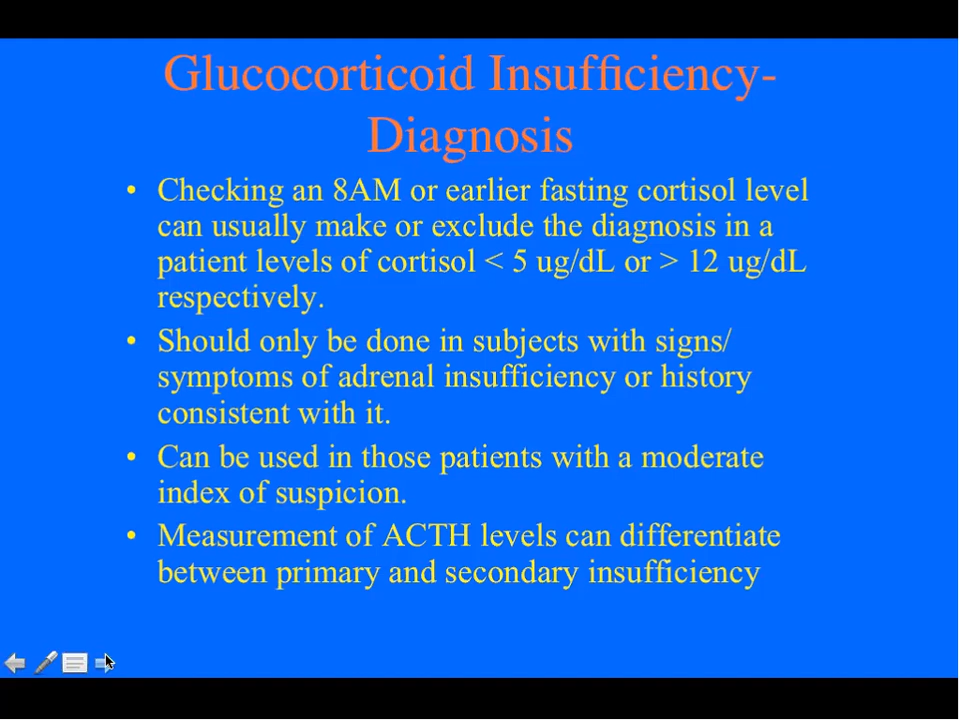 Glucocorticoid Insufficiency-
Diagnosis
• Checking an 8AM or earlier fasting cortisol level
can usually make or exclude the diagnosis in a
patient levels of cortisol < 5 ug/dL or > 12 ug/dL
respectively.
• Should only be done in subjects with signs/
symptoms of adrenal insufficiency or history
consistent with it.
• Can be used in those patients with a moderate
index of suspicion.
• Measurement of ACTH levels can differentiate
between primary and secondary insufficiency